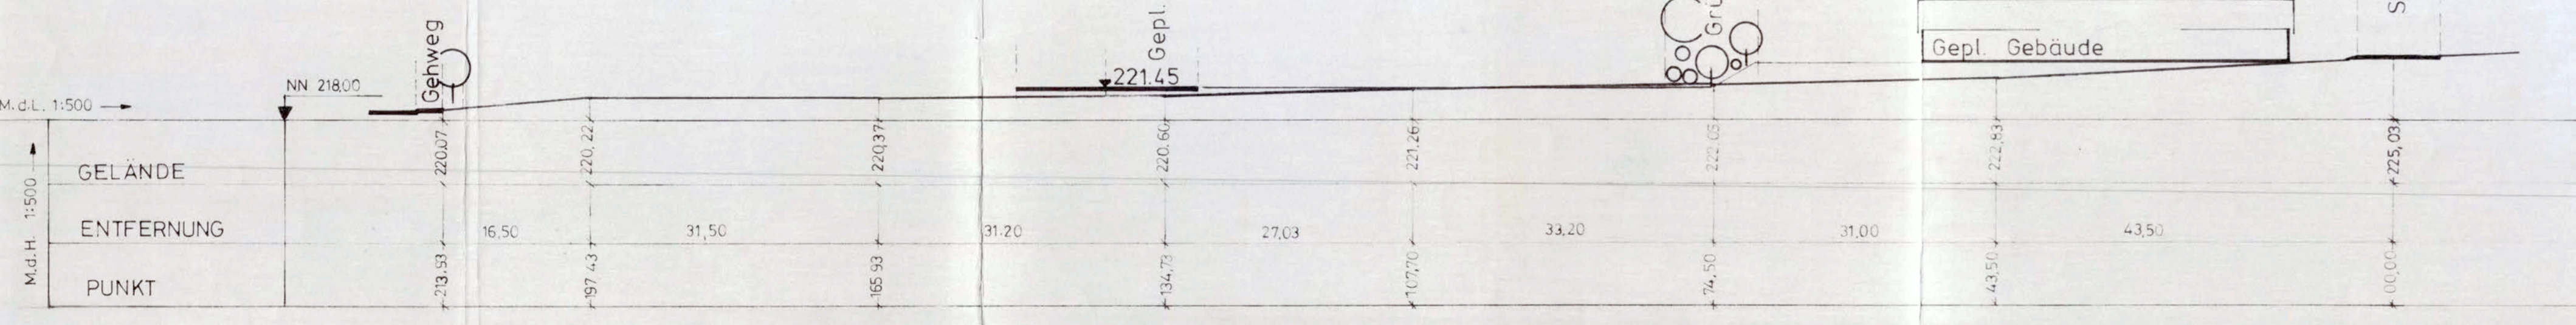 Gehweg
Gepl.
Grü
S
Gepl. Gebäude
NN 218,00
221.45
M.d.L. 1:500
M.d.H. 1:500
GELÄNDE 220,07 220,22 220,37 220.60 221,26 222,83 225,03
ENTFERNUNG 16,50 31,50 31.20 27,03 33,20 31,00 43,50
PUNKT 213.93 197 43 165 93 134,73 107,70 74,50 43,50 00,00